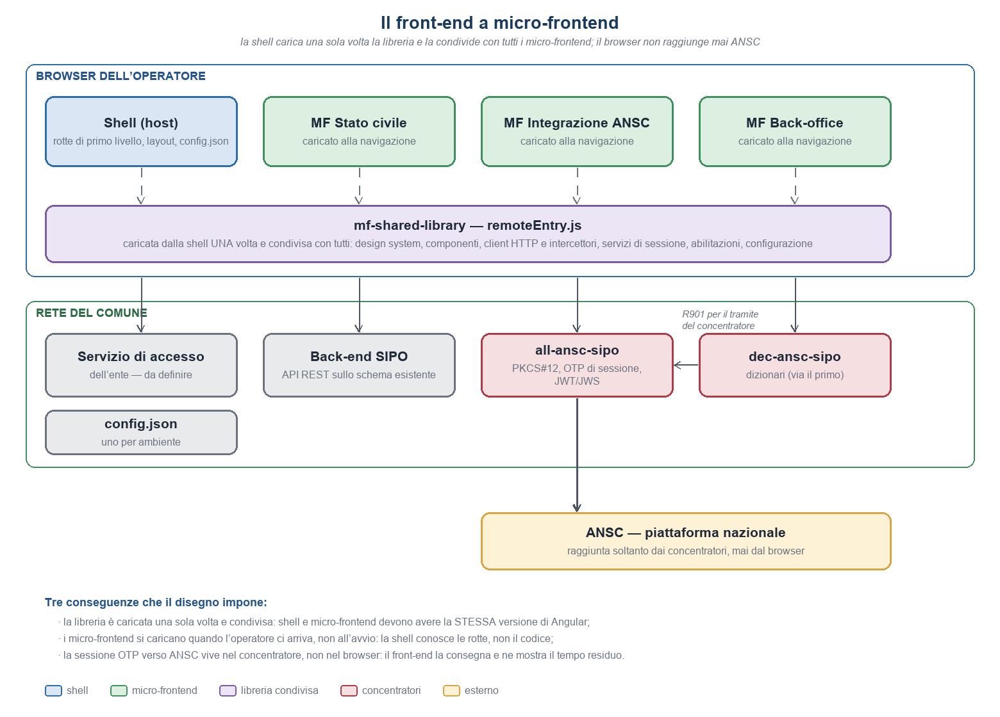 Il front-end a micro-frontend
la shell carica una sola volta la libreria e la condivide con tutti i micro-frontend; il browser non raggiunge mai ANSC
BROWSER DELL’OPERATORE
Shell (host)
rotte di primo livello, layout, config.json
MF Stato civile
caricato alla navigazione
MF Integrazione ANSC
caricato alla navigazione
MF Back-office
caricato alla navigazione
mf-shared-library — remoteEntry.js
caricata dalla shell UNA volta e condivisa con tutti: design system, componenti, client HTTP e intercettori, servizi di sessione, abilitazioni, configurazione
RETE DEL COMUNE
R901 per il tramite
del concentratore
Servizio di accesso
dell’ente — da definire
Back-end SIPO
API REST sullo schema esistente
all-ansc-sipo
PKCS#12, OTP di sessione,
JWT/JWS
dec-ansc-sipo
dizionari (via il primo)
config.json
uno per ambiente
ANSC — piattaforma nazionale
raggiunta soltanto dai concentratori, mai dal browser
Tre conseguenze che il disegno impone:
· la libreria è caricata una sola volta e condivisa: shell e micro-frontend devono avere la STESSA versione di Angular;
· i micro-frontend si caricano quando l’operatore ci arriva, non all’avvio: la shell conosce le rotte, non il codice;
· la sessione OTP verso ANSC vive nel concentratore, non nel browser: il front-end la consegna e ne mostra il tempo residuo.
shell
micro-frontend
libreria condivisa
concentratori
esterno